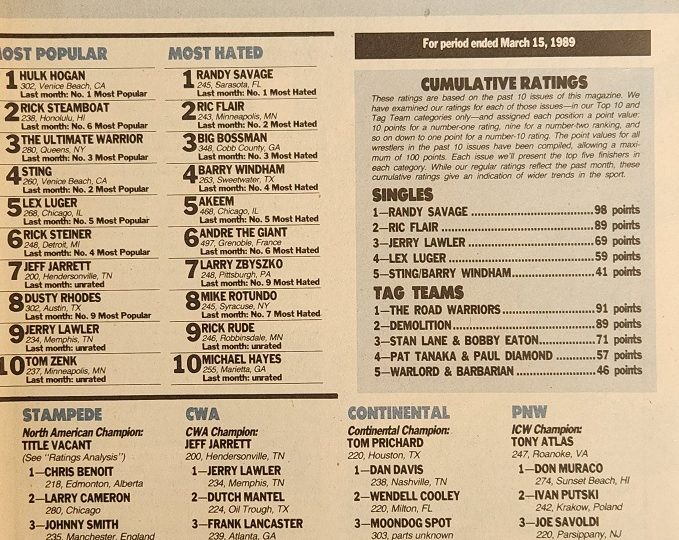 OST POPULAR
1 HULK HOGAN
302, Venice Beach, CA
Last month: No. 1 Most Popular
2 RICK STEAMBOAT
238, Honolulu, HI
Last month: No. 6 Most Popular
3 THE ULTIMATE WARRIOR
280, Queens, NY
Last month: No. 3 Most Popular
4 STING
260, Venice Beach, CA
Last month: No. 2 Most Popular
5 LEX LUGER
268, Chicago, IL
Last month: No. 5 Most Popular
6 RICK STEINER
248, Detroit, MI
Last month: No. 4 Most Popular
7 JEFF JARRETT
200, Hendersonville, TN
Last month: unrated
8 DUSTY RHODES
302, Austin, TX
Last month: No. 9 Most Popular
9 JERRY LAWLER
234, Memphis, TN
Last month: unrated
10 TOM ZENK
237, Minneapolis, MN
Last month: unrated
MOST HATED
1 RANDY SAVAGE
245, Sarasota, FL
Last month: No. 1 Most Hated
2 RIC FLAIR
243, Minneapolis, MN
Last month: No. 2 Most Hated
3 BIG BOSSMAN
348, Cobb County, GA
Last month: No. 3 Most Hated
4 BARRY WINDHAM
263, Sweetwater, TX
Last month: No. 4 Most Hated
5 AKEEM
468, Chicago, IL
Last month: No. 5 Most Hated
6 ANDRE THE GIANT
497, Grenoble, France
Last month: No. 6 Most Hated
7 LARRY ZBYSZKO
248, Pittsburgh, PA
Last month: No. 9 Most Hated
8 MIKE ROTUNDO
245, Syracuse, NY
Last month: No. 7 Most Hated
9 RICK RUDE
246, Robbinsdale, MN
Last month: unrated
10 MICHAEL HAYES
255, Marietta, GA
Last month: unrated
For period ended March 15, 1989
CUMULATIVE RATINGS
These ratings are based on the past 10 issues of this magazine. We
have examined our ratings for each of those issues—in our Top 10 and
Tag Team categories only—and assigned each position a point value:
10 points for a number-one rating, nine for a number-two ranking, and
so on down to one point for a number-10 rating. The point values for all
wrestlers in the past 10 issues have been compiled, allowing a maxi-
mum of 100 points. Each issue we'll present the top five finishers in
each category. While our regular ratings reflect the past month, these
cumulative ratings give an indication of wider trends in the sport.
SINGLES
1—RANDY SAVAGE 98 points
2—RIC FLAIR 89 points
3—JERRY LAWLER 69 points
4—LEX LUGER 59 points
5—STING/BARRY WINDHAM 41 points
TAG TEAMS
1—THE ROAD WARRIORS 91 points
2—DEMOLITION 89 points
3—STAN LANE & BOBBY EATON 71 points
4—PAT TANAKA & PAUL DIAMOND 57 points
5—WARLORD & BARBARIAN 46 points
STAMPEDE
North American Champion:
TITLE VACANT
(See "Ratings Analysis")
1—CHRIS BENOIT
218, Edmonton, Alberta
2—LARRY CAMERON
280, Chicago
3—JOHNNY SMITH
235, Manchester, England
CWA
CWA Champion:
JEFF JARRETT
200, Hendersonville, TN
1—JERRY LAWLER
234, Memphis, TN
2—DUTCH MANTEL
224, Oil Trough, TX
3—FRANK LANCASTER
239, Atlanta, GA
CONTINENTAL
Continental Champion:
TOM PRICHARD
220, Houston, TX
1—DAN DAVIS
238, Nashville, TN
2—WENDELL COOLEY
220, Milton, FL
3—MOONDOG SPOT
303, parts unknown
PNW
ICW Champion:
TONY ATLAS
247, Roanoke, VA
1—DON MURACO
274, Sunset Beach, HI
2—IVAN PUTSKI
242, Krakow, Poland
3—JOE SAVOLDI
220, Parsippany, NJ